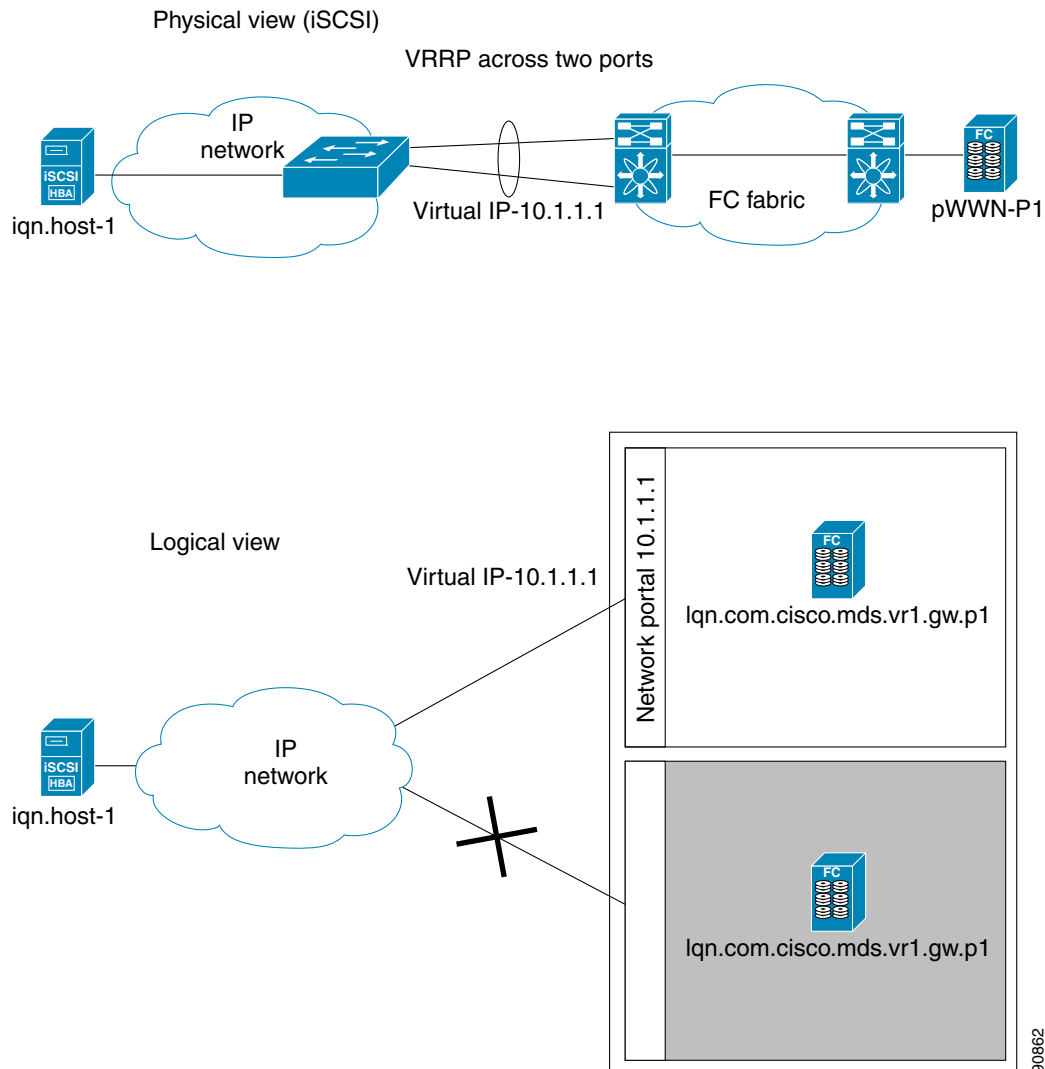 Physical view (iSCSI)
VRRP across two ports
IP
network
FC
iSCSI
HBA
Virtual IP-10.1.1.1
FC fabric
pWWN-P1
iqn.host-1
Logical view
Virtual IP-10.1.1.1
Network portal 10.1.1.1
FC
Iqn.com.cisco.mds.vr1.gw.p1
iSCSI
HBA
IP
network
iqn.host-1
FC
Iqn.com.cisco.mds.vr1.gw.p1
90862